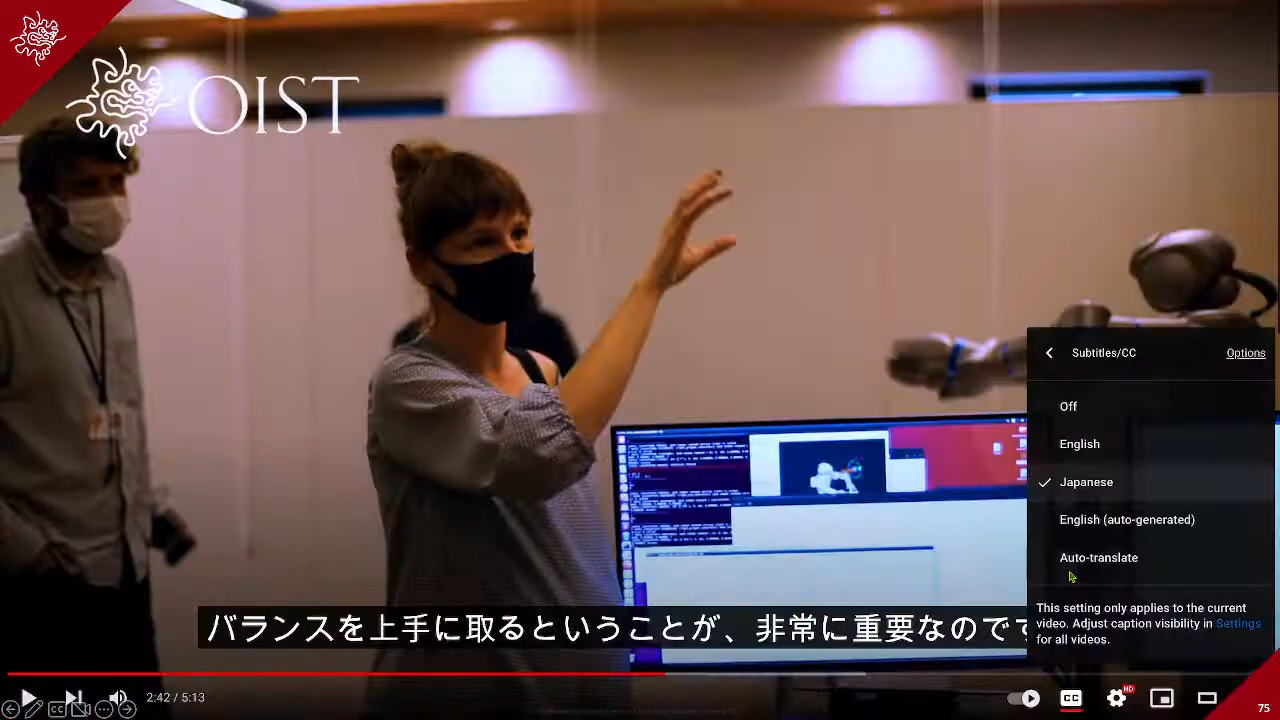 OIST
Subtitles/CC
Options
Off
English
Japanese
English (auto-generated)
Auto-translate
This setting only applies to the current
video. Adjust caption visibility in Settings
for all videos.
バランスを上手に取るということが、非常に重要なので
2:42 / 5:13
CC
HD
75